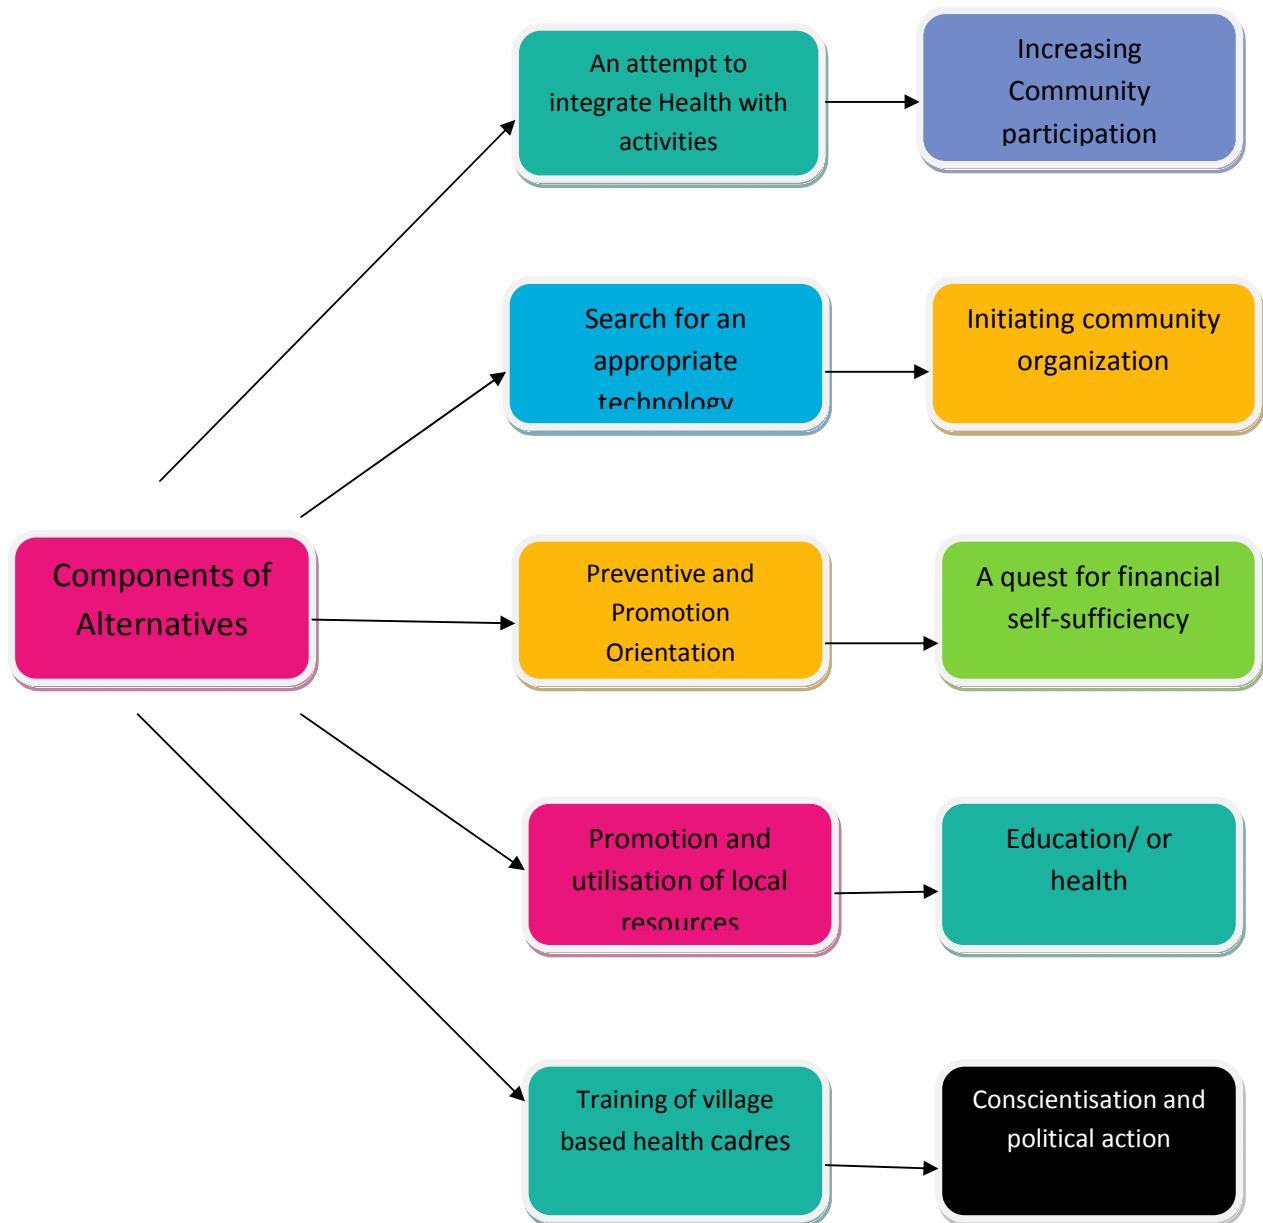 An attempt to
integrate Health with
activities
Increasing
Community
participation
Search for an
appropriate
technology
Initiating community
organization
Components of
Alternatives
Preventive and
Promotion
Orientation
A quest for financial
self-sufficiency
Promotion and
utilisation of local
resources
Education/ or
health
Training of village
based health cadres
Conscientisation and
political action